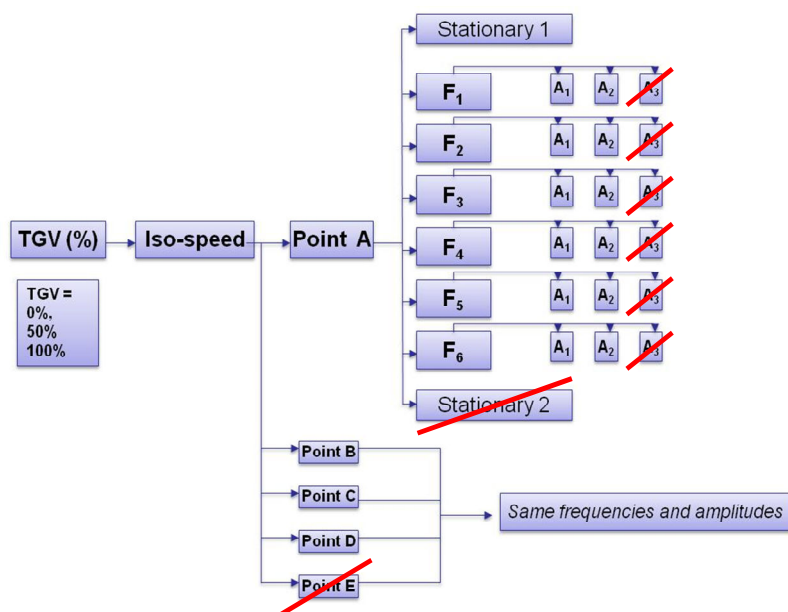 Stationary 1
F₁ A₁ A₂ A₃
F₂ A₁ A₂ A₃
F₃ A₁ A₂ A₃
TGV (%) Iso-speed Point A
F₄ A₁ A₂ A₃
TGV =
0%,
50%
100%
F₅ A₁ A₂ A₃
F₆ A₁ A₂ A₃
Stationary 2
Point B
Point C
Same frequencies and amplitudes
Point D
Point E